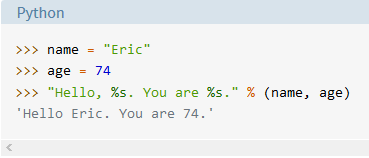 Python
>>> name = "Eric"
>>> age = 74
>>> "Hello, %s. You are %s." % (name, age)
'Hello Eric. You are 74.'